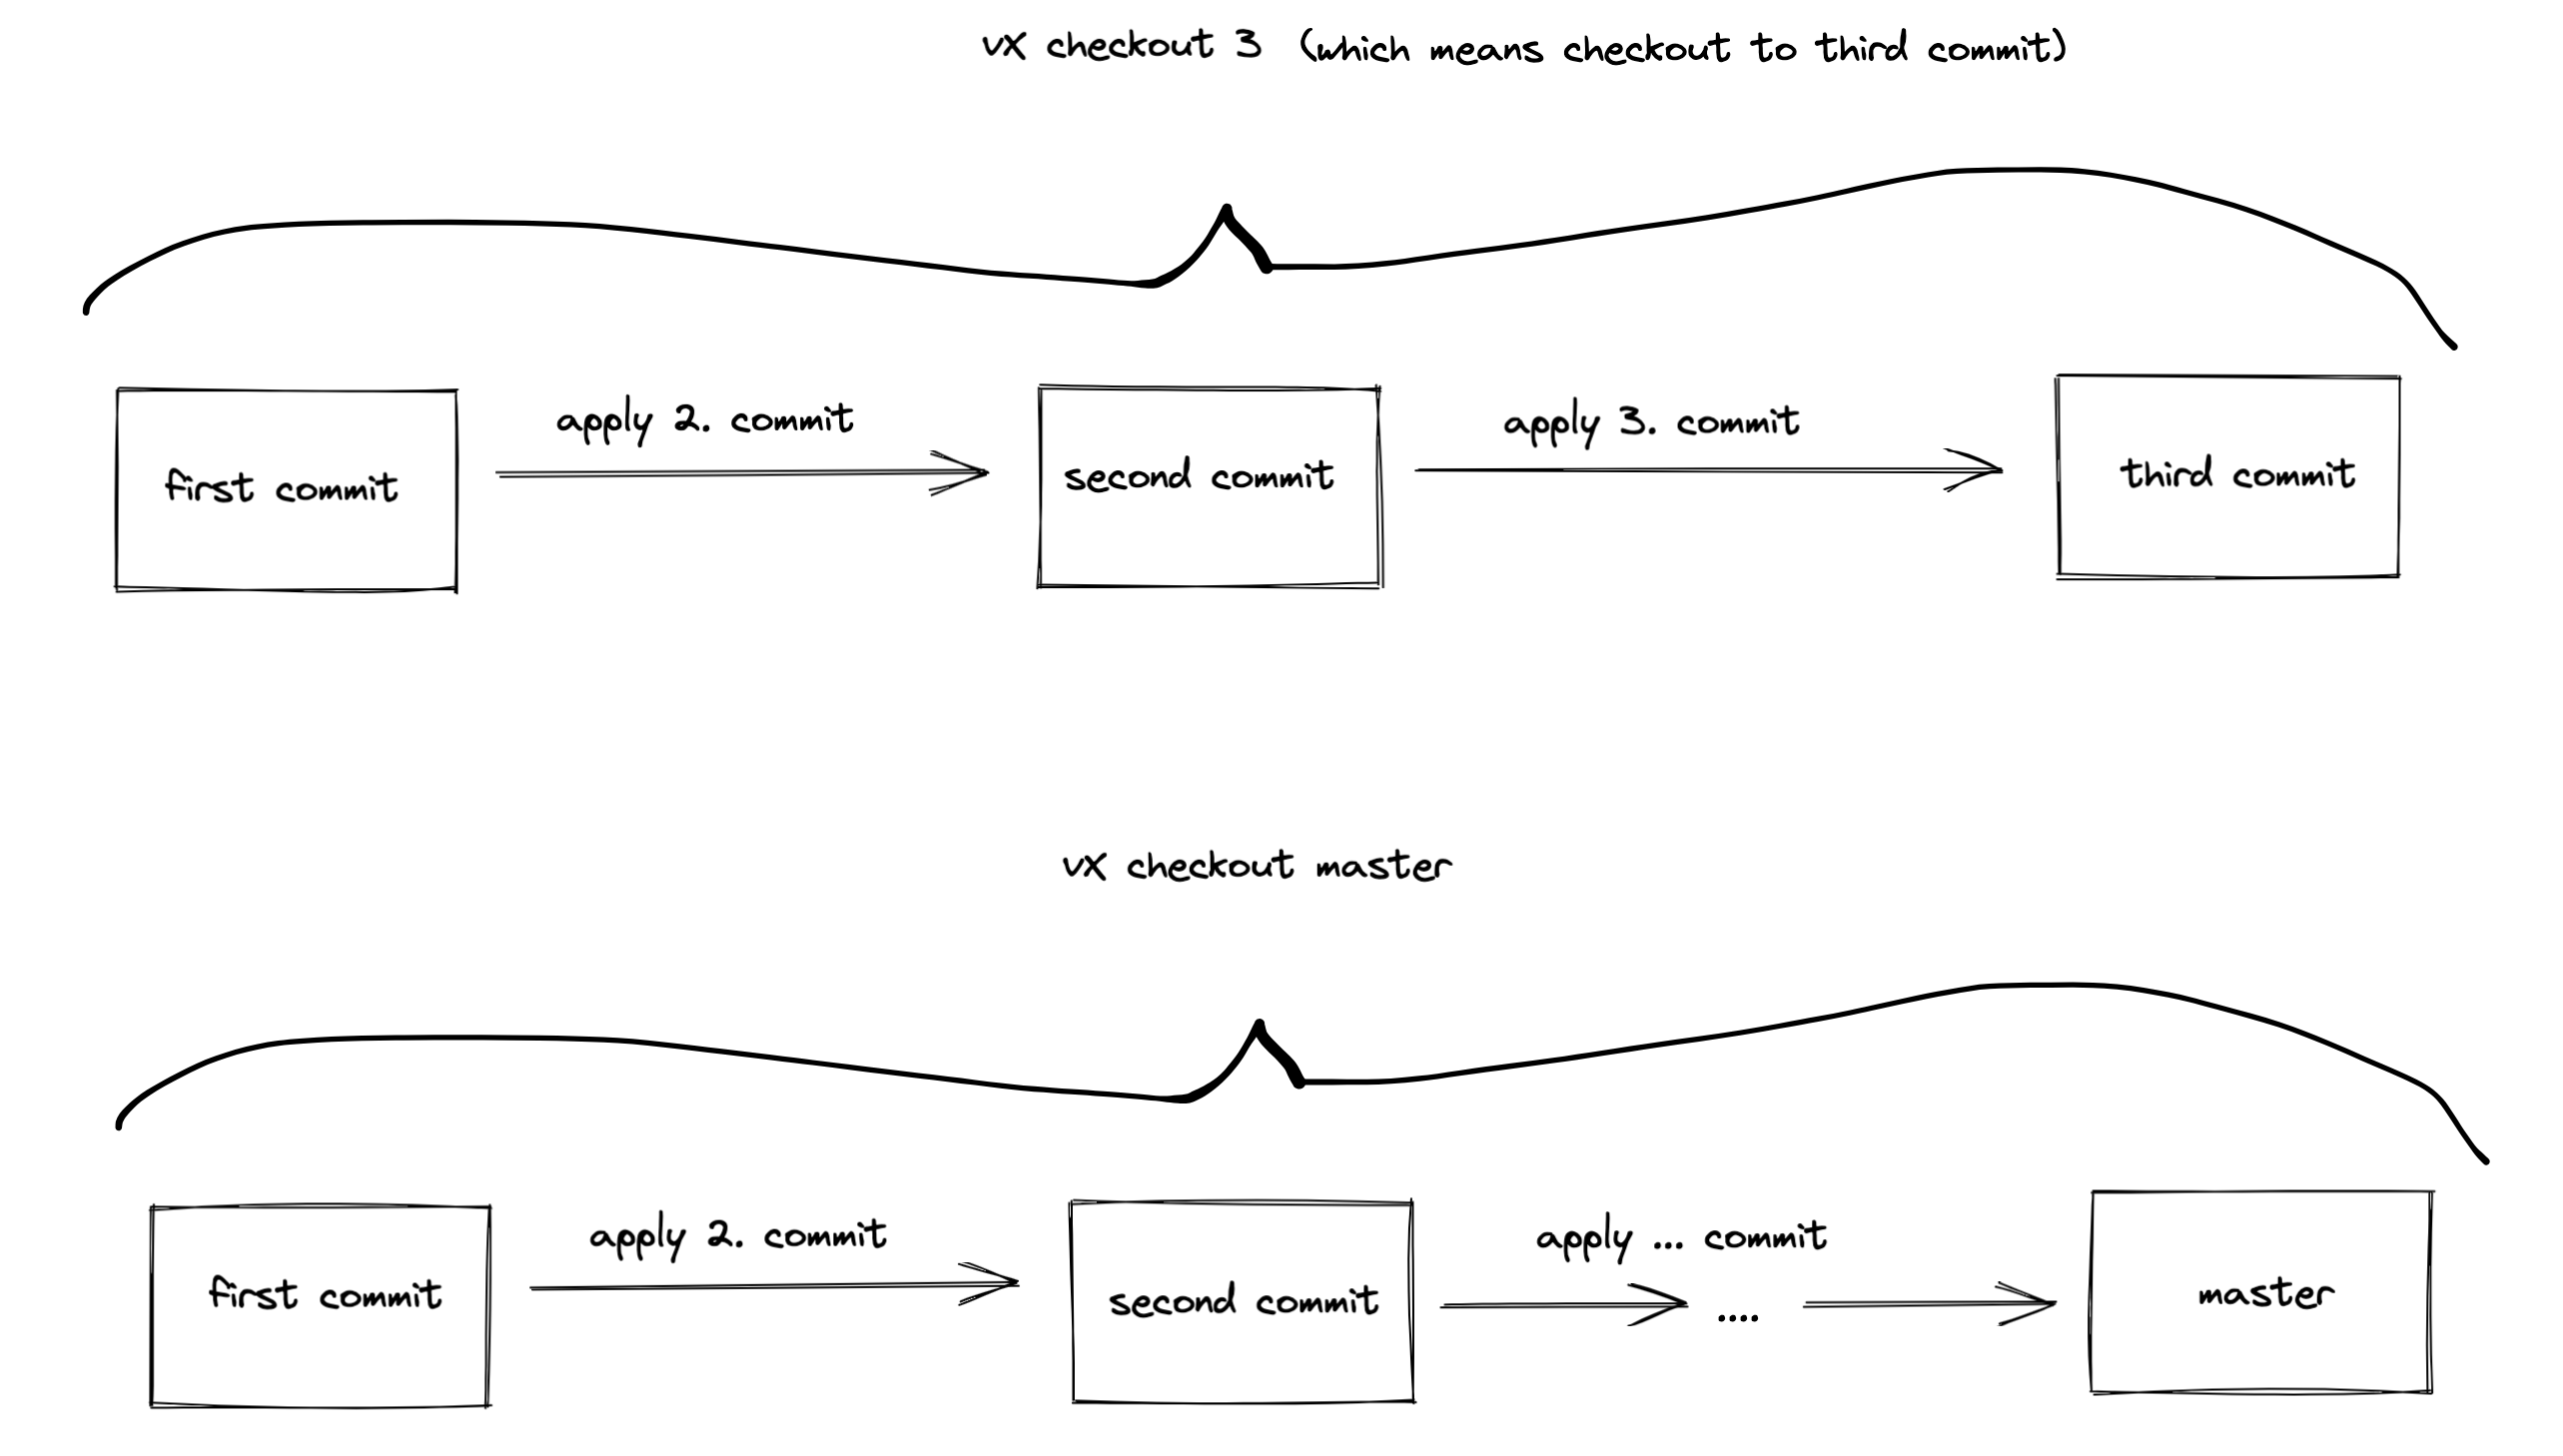 vx checkout 3 (which means checkout to third commit)
apply 2. commit
apply 3. commit
first commit
second commit
third commit
vx checkout master
apply 2. commit
apply ... commit
first commit
second commit
....
master